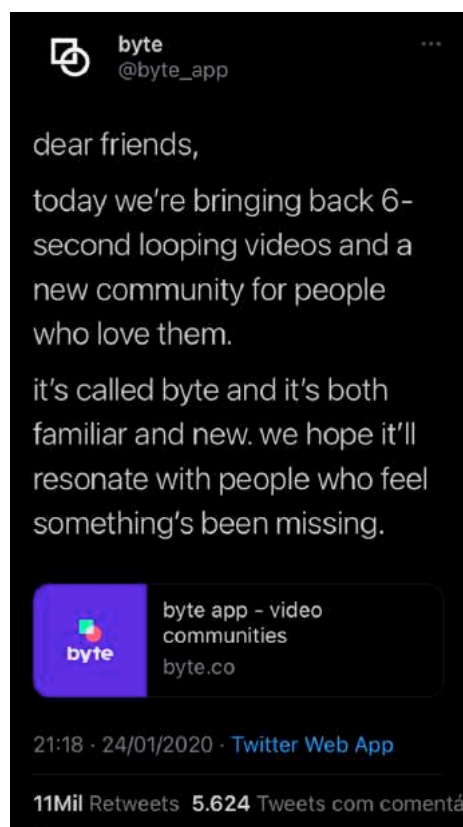 byte
@byte_app
dear friends,
today we’re bringing back 6-
second looping videos and a
new community for people
who love them.
it’s called byte and it’s both
familiar and new. we hope it’ll
resonate with people who feel
something’s been missing.
byte
byte app - video
communities
byte.co
21:18 · 24/01/2020 · Twitter Web App
11Mil Retweets 5.624 Tweets com comentá